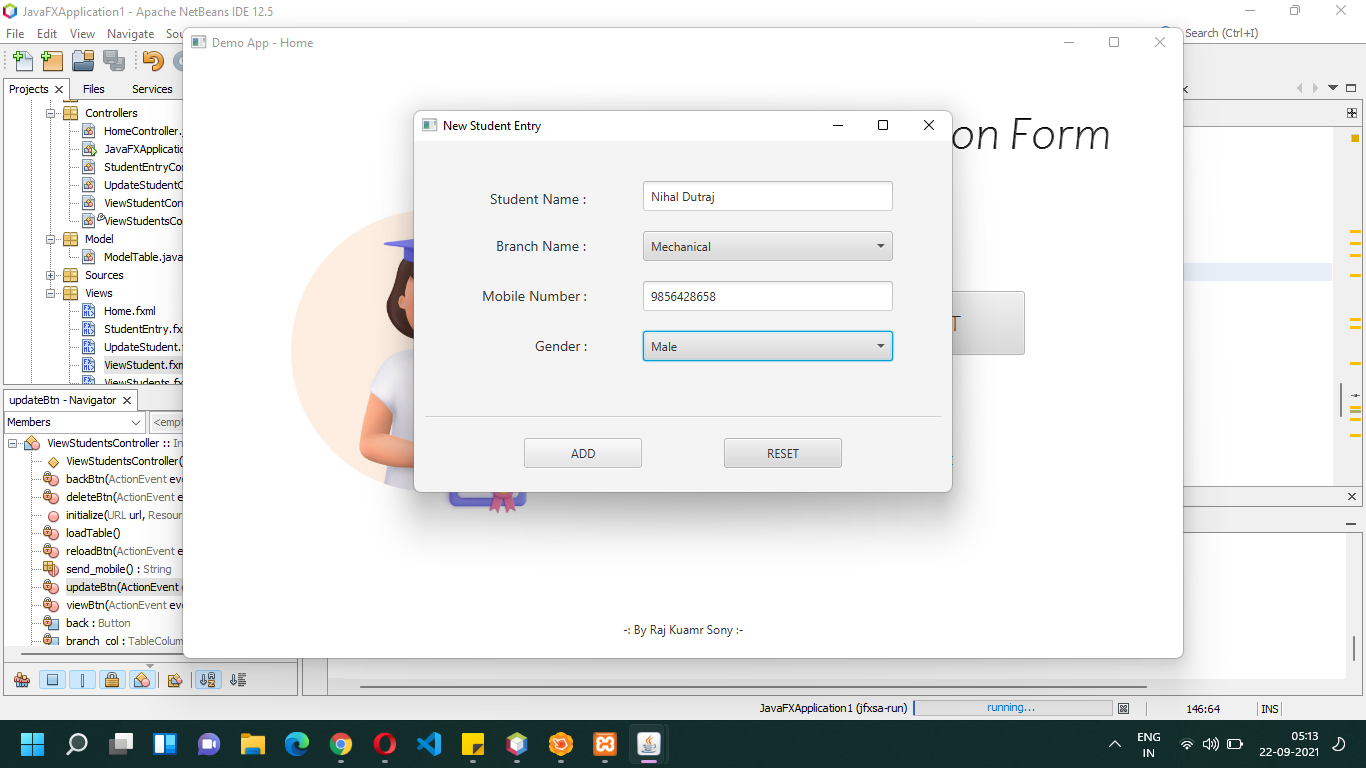 JavaFXApplication1 - Apache NetBeans IDE 12.5
File Edit View Navigate Search (Ctrl+I)
Demo App - Home
Projects Files Services
Controllers
JavaFXApplicatio
StudentEntryCo
UpdateStudentC
ViewStudentCon
ViewStudentsCo
Model
ModelTable.java
Sources
Views
Home.fxml
StudentEntry.fx
UpdateStudent.
ViewStudent.fxm
ViewStudents.fx
on Form
New Student Entry
Student Name : Nihal Dutraj
Branch Name : Mechanical
Mobile Number : 9856428658
Gender : Male
ADD RESET
T
updateBtn - Navigator
Members <empt
ViewStudentsController :: In
ViewStudentsController(
backBtn(ActionEvent eve
deleteBtn(ActionEvent e
initialize(URL url, Resour
loadTable()
reloadBtn(ActionEvent e
send_mobile() : String
updateBtn(ActionEvent
viewBtn(ActionEvent eve
back : Button
branch_col : TableColum
-: By Raj Kuamr Sony :-
JavaFXApplication1 (jfxsa-run) running... 146:64 INS
ENG
IN
05:13
22-09-2021